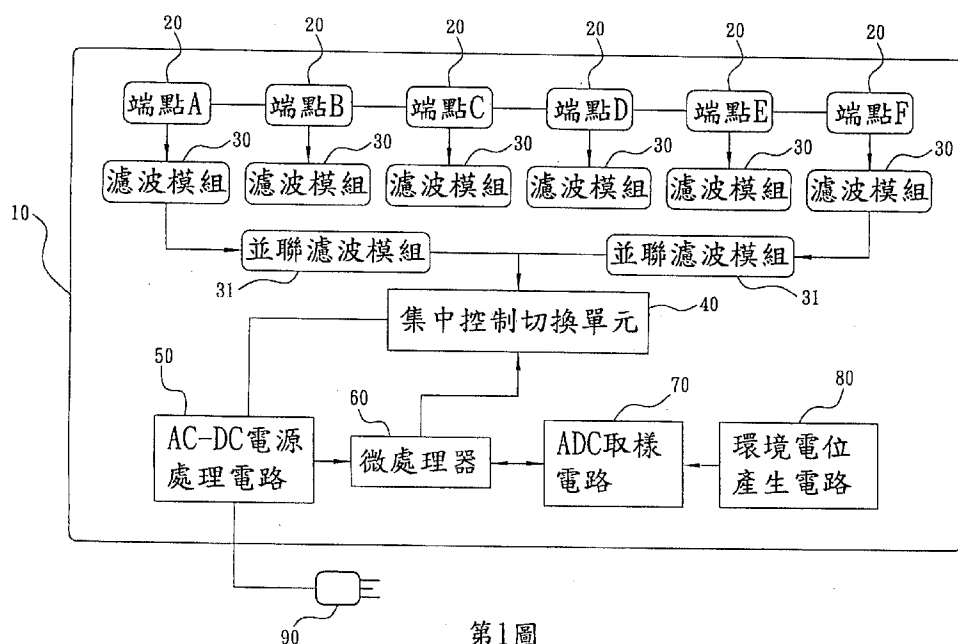 20 20 20 20 20 20
端點A 端點B 端點C 端點D 端點E 端點F
30 30 30 30 30 30
濾波模組 濾波模組 濾波模組 濾波模組 濾波模組 濾波模組
10
並聯濾波模組 並聯濾波模組
31 31
集中控制切換單元 40
50 60 70 80
AC-DC電源
處理電路
微處理器
ADC取樣
電路
環境電位
產生電路
90
第1圖